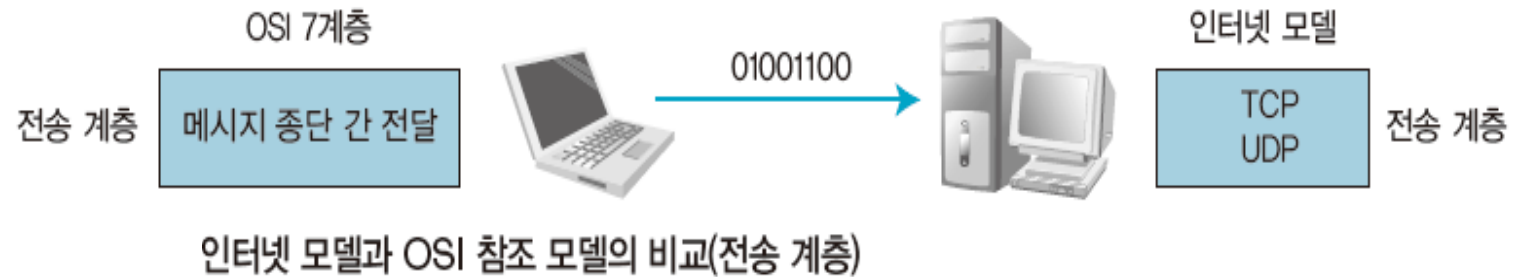 OSI 7계층
인터넷 모델
01001100
전송 계층
메시지 종단 간 전달
TCP
UDP
전송 계층
인터넷 모델과 OSI 참조 모델의 비교(전송 계층)